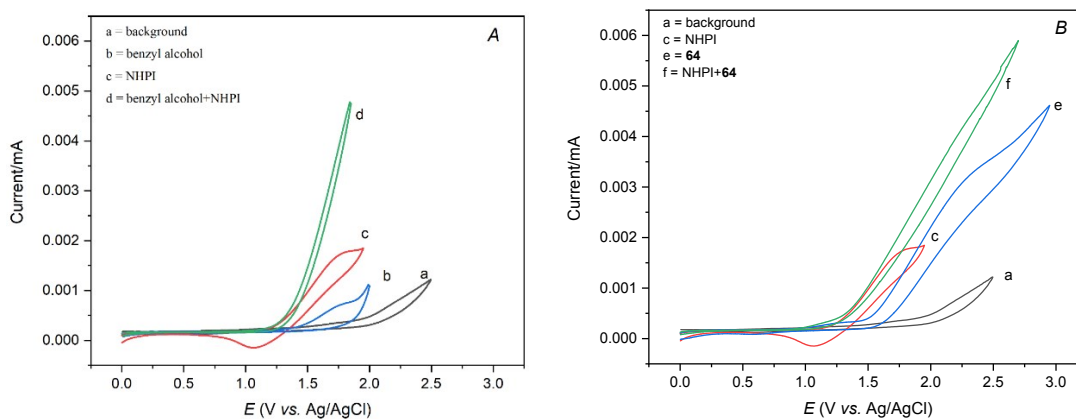 A
a = background
b = benzyl alcohol
c = NHPI
d = benzyl alcohol+NHPI
d
c
b
a
0.006
0.005
0.004
0.003
0.002
0.001
0.000
Current/mA
0.0 0.5 1.0 1.5 2.0 2.5 3.0
E (V vs. Ag/AgCl)
B
a = background
c = NHPI
e = 64
f = NHPI+64
f
e
c
a
0.006
0.005
0.004
0.003
0.002
0.001
0.000
Current/mA
0.0 0.5 1.0 1.5 2.0 2.5 3.0
E (V vs. Ag/AgCl)